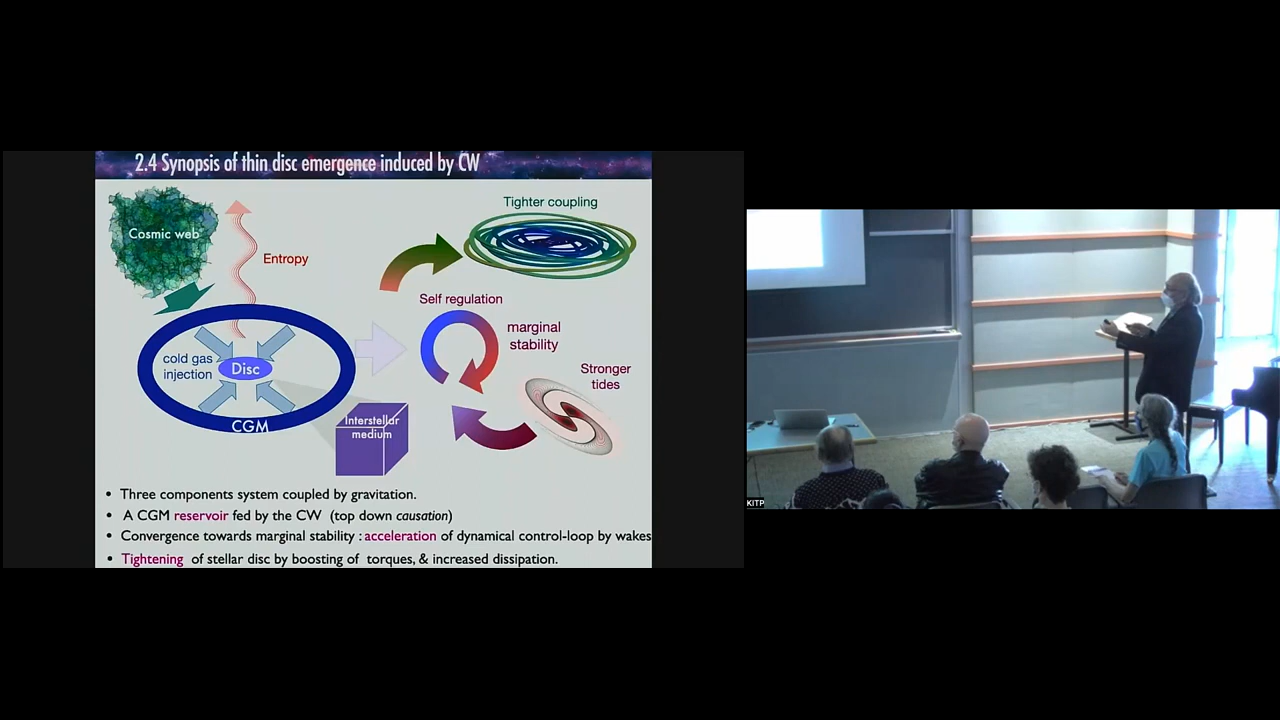 2.4 Synopsis of thin disc emergence induced by CW
Cosmic web
Entropy
Tighter coupling
Self regulation
marginal
stability
Stronger
tides
cold gas
injection
Disc
CGM
Interstellar
medium
• Three components system coupled by gravitation.
• A CGM reservoir fed by the CW (top down causation)
• Convergence towards marginal stability : acceleration of dynamical control-loop by wakes
• Tightening of stellar disc by boosting of torques, & increased dissipation.
KITP